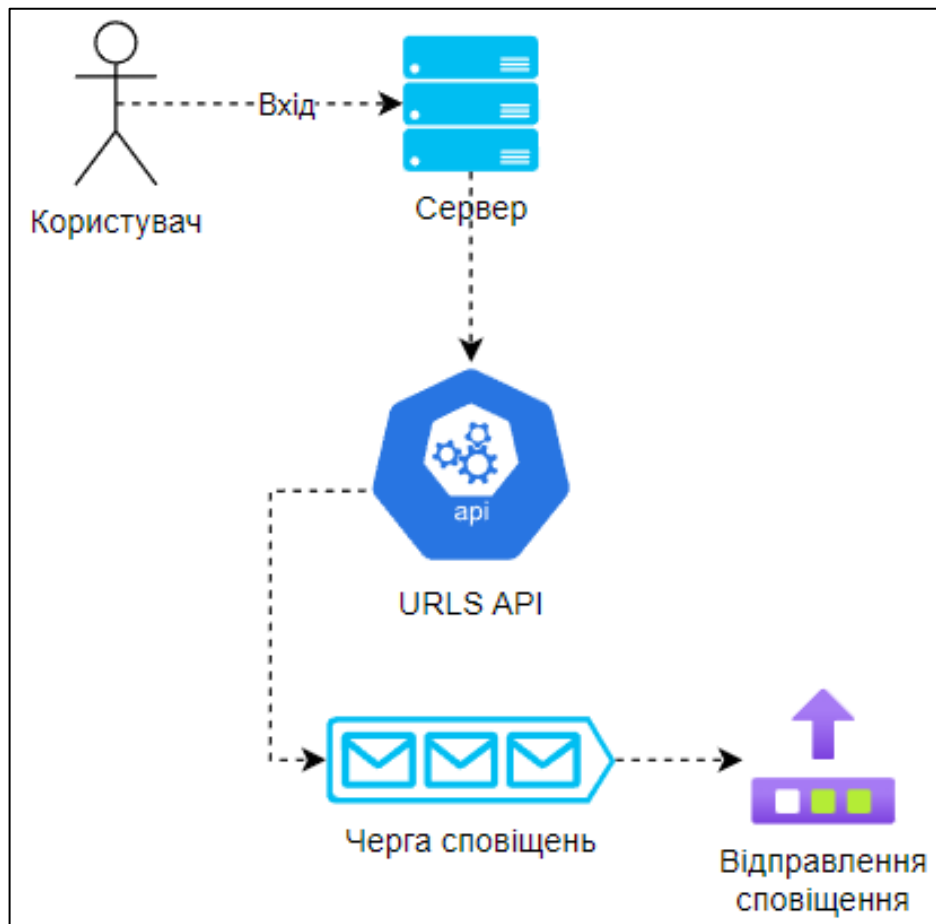 Вхід
Користувач
Сервер
api
URLS API
Черга сповіщень
Відправлення
сповіщення